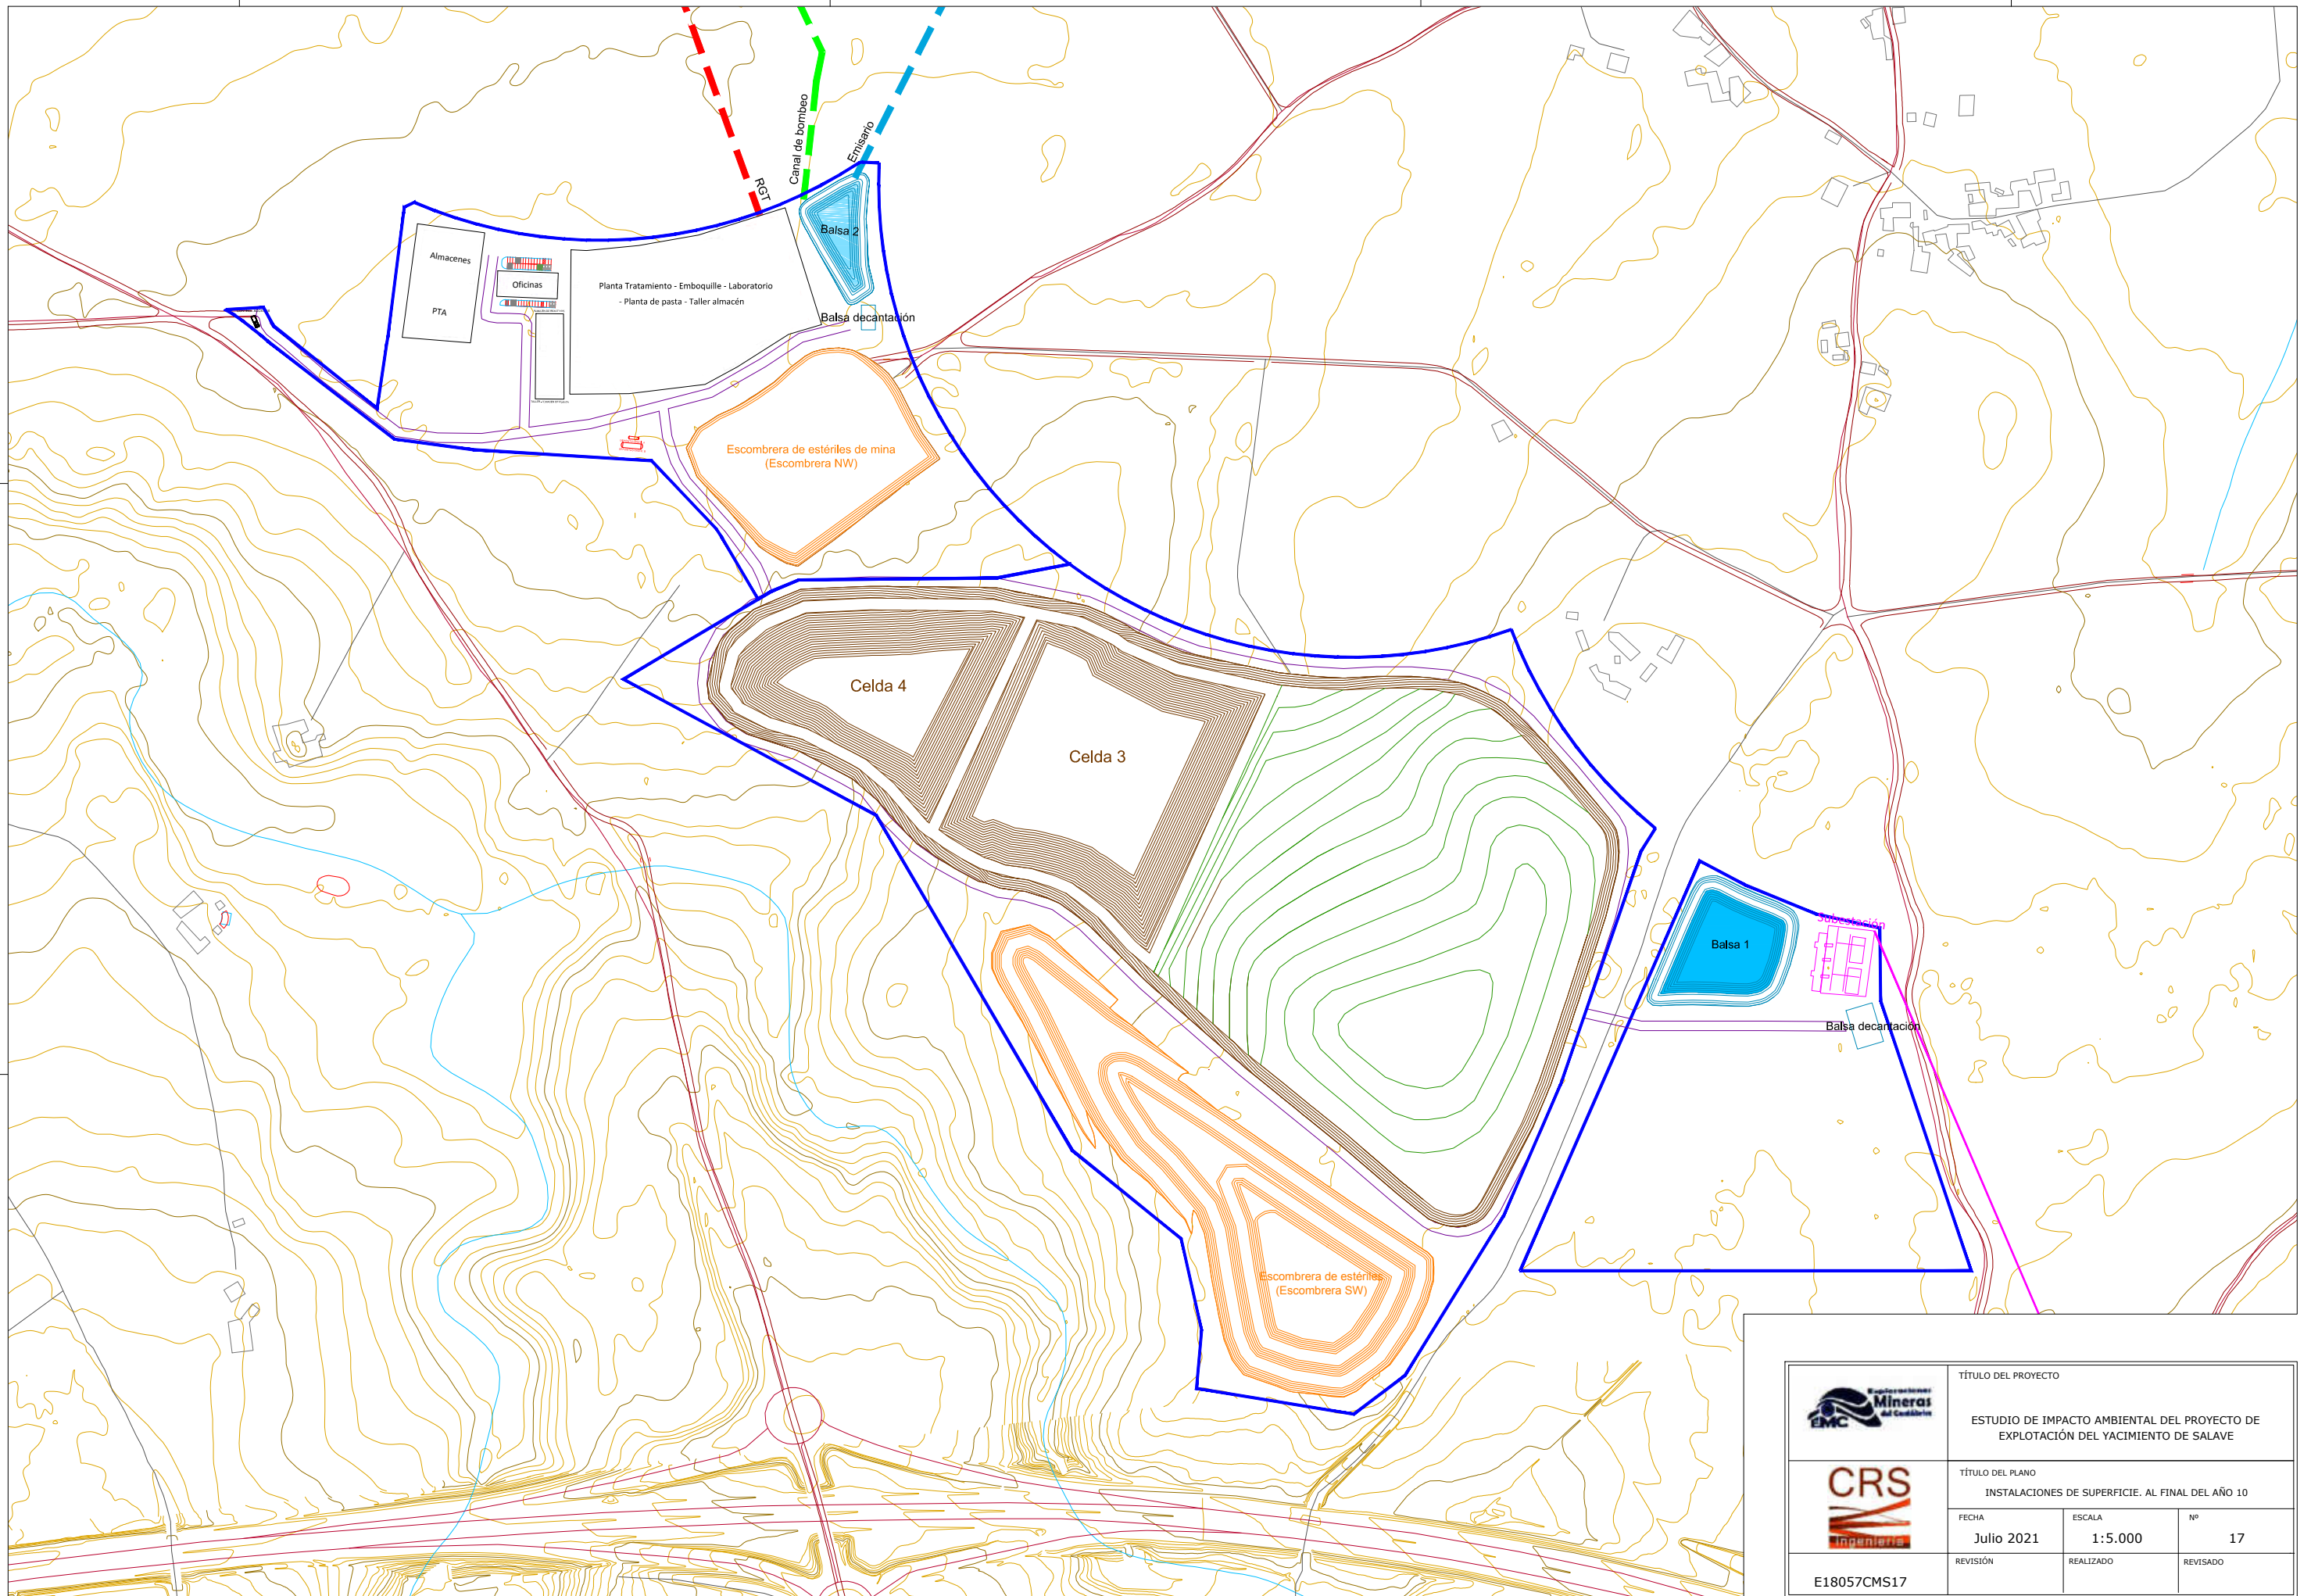 Canal de bombeo
Emisario
RGT
Balsa 2
Almacenes
Oficinas
Planta Tratamiento - Emboquille - Laboratorio
- Planta de pasta - Taller almacén
PTA
Balsa decantación
Escombrera de estériles de mina
(Escombrera NW)
Celda 4
Celda 3
Subestación
Balsa 1
Balsa decantación
Escombrera de estériles
(Escombrera SW)
Exploraciones
Mineras
del Cantábrico
EMC
TÍTULO DEL PROYECTO
ESTUDIO DE IMPACTO AMBIENTAL DEL PROYECTO DE
EXPLOTACIÓN DEL YACIMIENTO DE SALAVE
CRS
Ingeniería
TÍTULO DEL PLANO
INSTALACIONES DE SUPERFICIE. AL FINAL DEL AÑO 10
FECHA
Julio 2021
ESCALA
1:5.000
Nº
17
REVISIÓN
REALIZADO
REVISADO
E18057CMS17